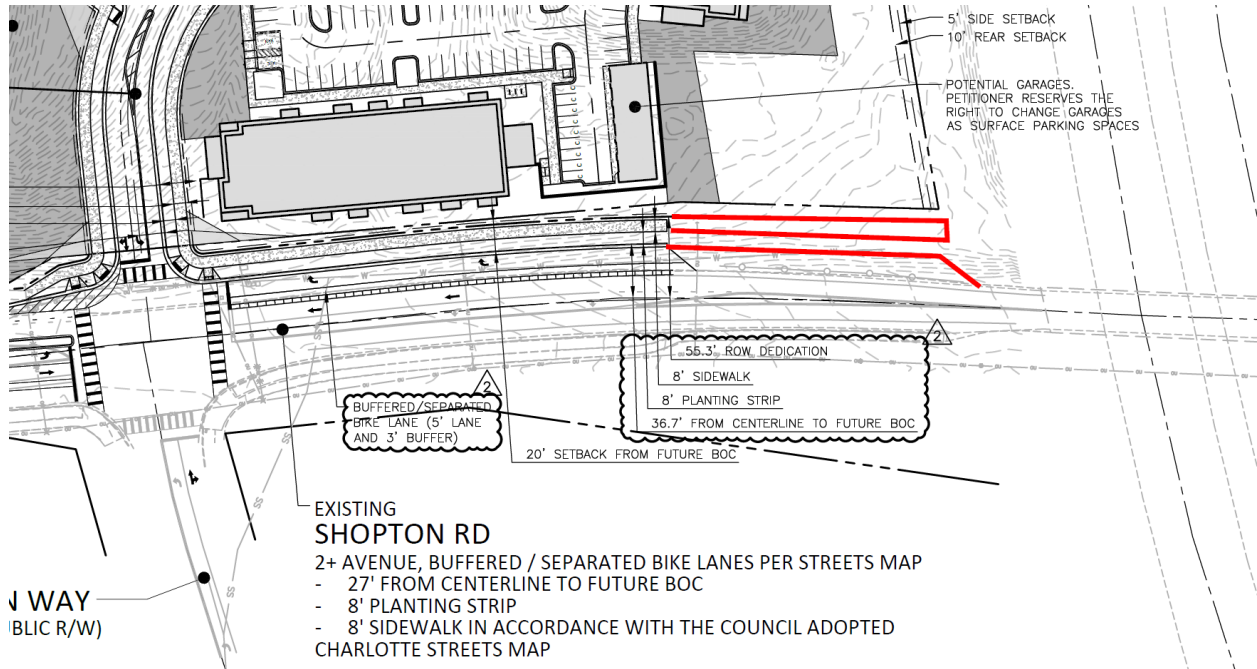 5' SIDE SETBACK
10' REAR SETBACK
POTENTIAL GARAGES.
PETITIONER RESERVES THE
RIGHT TO CHANGE GARAGES
AS SURFACE PARKING SPACES
2
55.3' ROW DEDICATION
8' SIDEWALK
8' PLANTING STRIP
36.7' FROM CENTERLINE TO FUTURE BOC
2
BUFFERED/SEPARATED
BIKE LANE (5' LANE
AND 3' BUFFER)
20' SETBACK FROM FUTURE BOC
EXISTING
SHOPTON RD
2+ AVENUE, BUFFERED / SEPARATED BIKE LANES PER STREETS MAP
- 27' FROM CENTERLINE TO FUTURE BOC
- 8' PLANTING STRIP
- 8' SIDEWALK IN ACCORDANCE WITH THE COUNCIL ADOPTED
CHARLOTTE STREETS MAP
WAY
BLIC R/W)